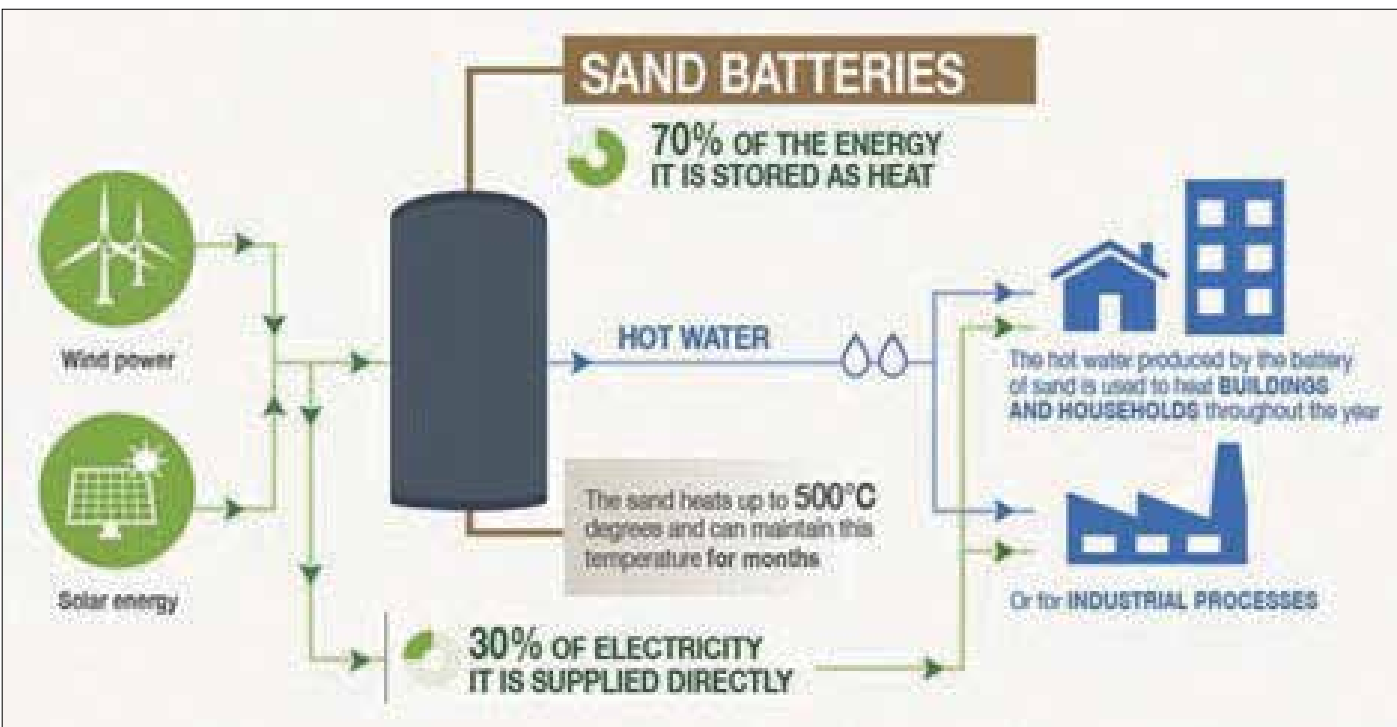 SAND BATTERIES
70% OF THE ENERGY
IT IS STORED AS HEAT
Wind power
HOT WATER
The hot water produced by the battery
of sand is used to heat BUILDINGS
AND HOUSEHOLDS throughout the year
The sand heats up to 500°C
degrees and can maintain this
temperature for months
Solar energy
Or for INDUSTRIAL PROCESSES
30% OF ELECTRICITY
IT IS SUPPLIED DIRECTLY